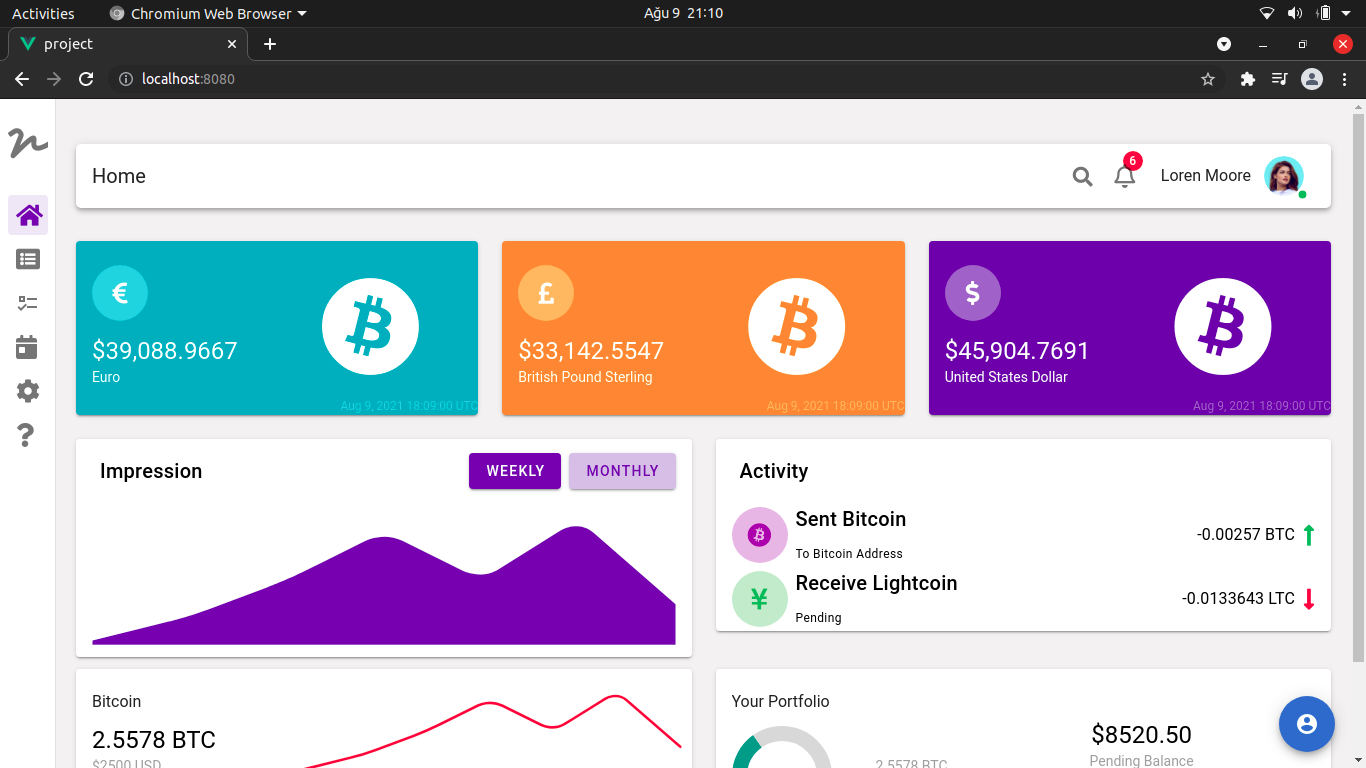 Activities
Chromium Web Browser
Ağu 9 21:10
project
localhost:8080
Home
6
Loren Moore
€
$39,088.9667
Euro
Aug 9, 2021 18:09:00 UTC
£
$33,142.5547
British Pound Sterling
Aug 9, 2021 18:09:00 UTC
$
$45,904.7691
United States Dollar
Aug 9, 2021 18:09:00 UTC
Impression
WEEKLY
MONTHLY
Activity
Sent Bitcoin
To Bitcoin Address
-0.00257 BTC
¥
Receive Lightcoin
Pending
-0.0133643 LTC
Bitcoin
2.5578 BTC
$2500 USD
Your Portfolio
2.5578 BTC
$8520.50
Pending Balance